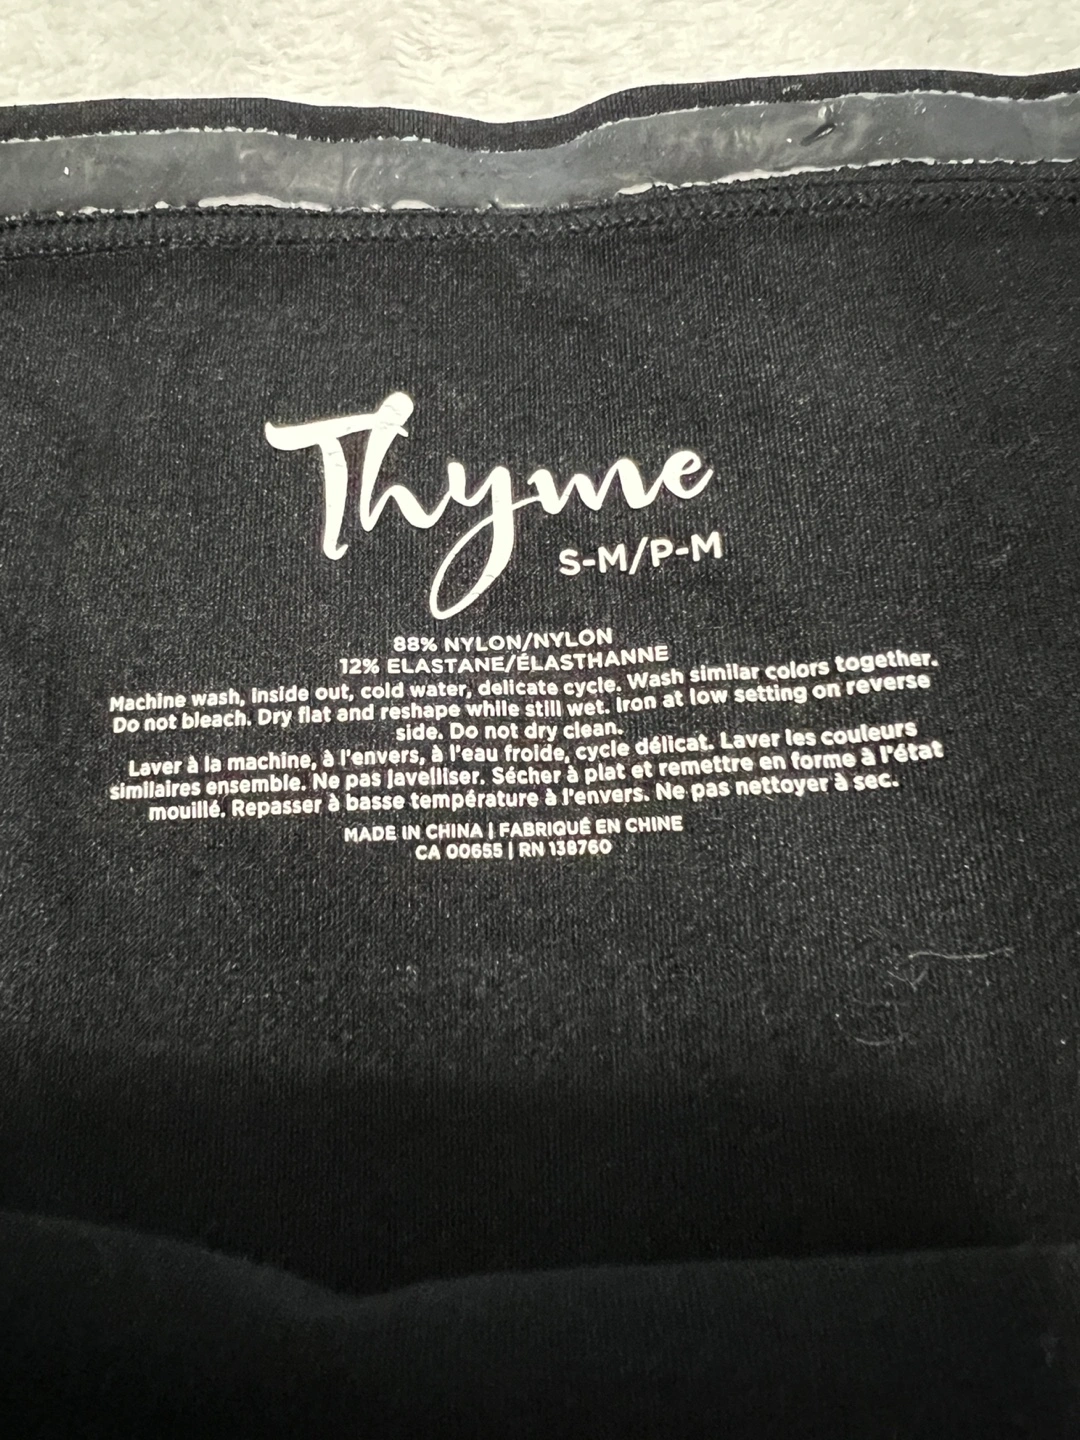 Thyme
S-M/P-M
88% NYLON/NYLON
12% ELASTANE/ÉLASTHANNE
Machine wash, inside out, cold water, delicate cycle. Wash similar colors together.
Do not bleach. Dry flat and reshape while still wet. Iron at low setting on reverse
side. Do not dry clean.
Laver à la machine, à l'envers, à l'eau froide, cycle délicat. Laver les couleurs
similaires ensemble. Ne pas javelliser. Sécher à plat et remettre en forme à l'état
mouillé. Repasser à basse température à l'envers. Ne pas nettoyer à sec.
MADE IN CHINA | FABRIQUÉ EN CHINE
CA 00655 | RN 138760